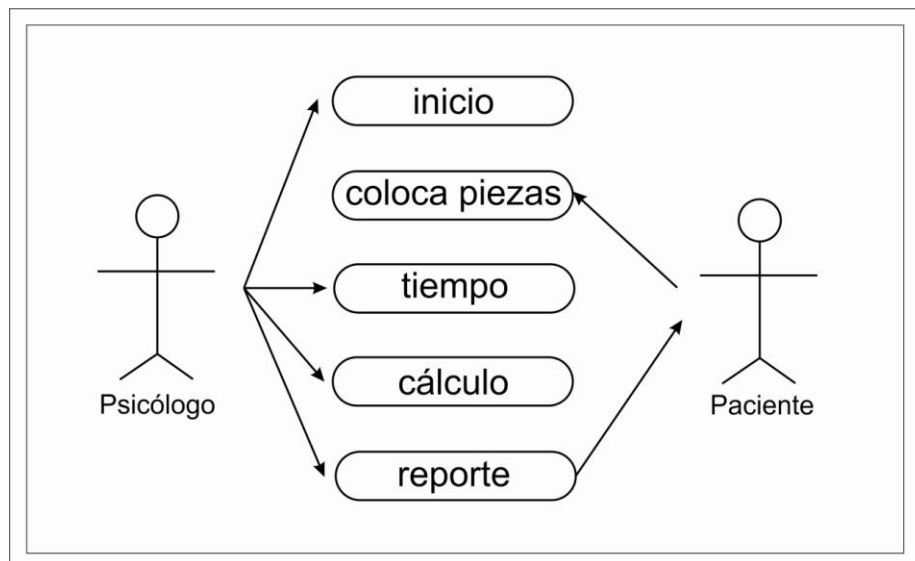 inicio
coloca piezas
tiempo
cálculo
reporte
Psicólogo
Paciente